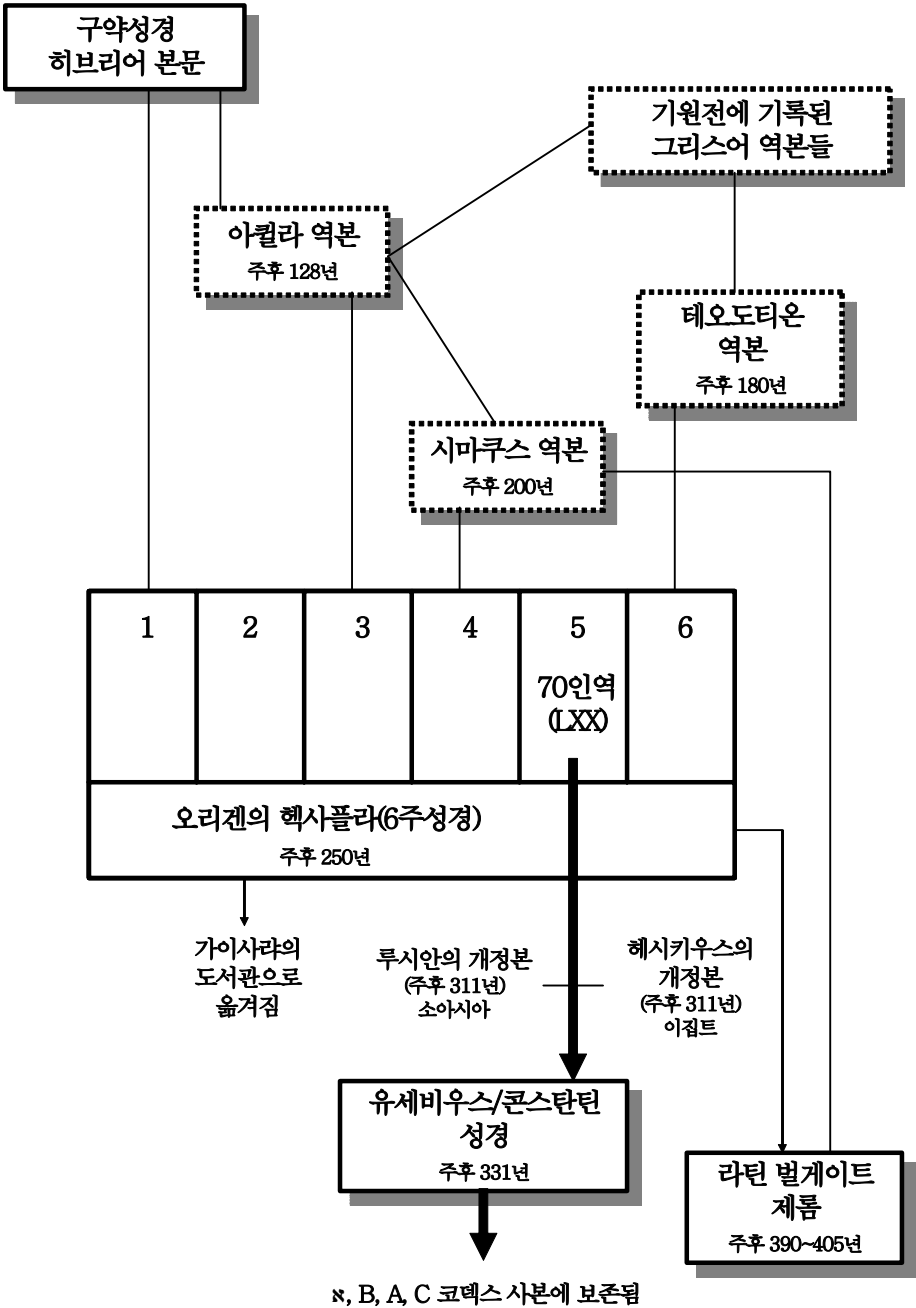 구약성경
히브리어 본문
기원전에 기록된
그리스어 역본들
아퀼라 역본
주후 128년
테오도티온
역본
주후 180년
시마쿠스 역본
주후 200년
1
2
3
4
5
6
70인역
(LXX)
오리겐의 헥사플라(6주성경)
주후 250년
가이사랴의
도서관으로
옮겨짐
루시안의 개정본
(주후 311년)
소아시아
헤시키우스의
개정본
(주후 311년)
이집트
유세비우스/콘스탄틴
성경
주후 331년
라틴 벌게이트
제롬
주후 390~405년
א, B, A, C 코덱스 사본에 보존됨